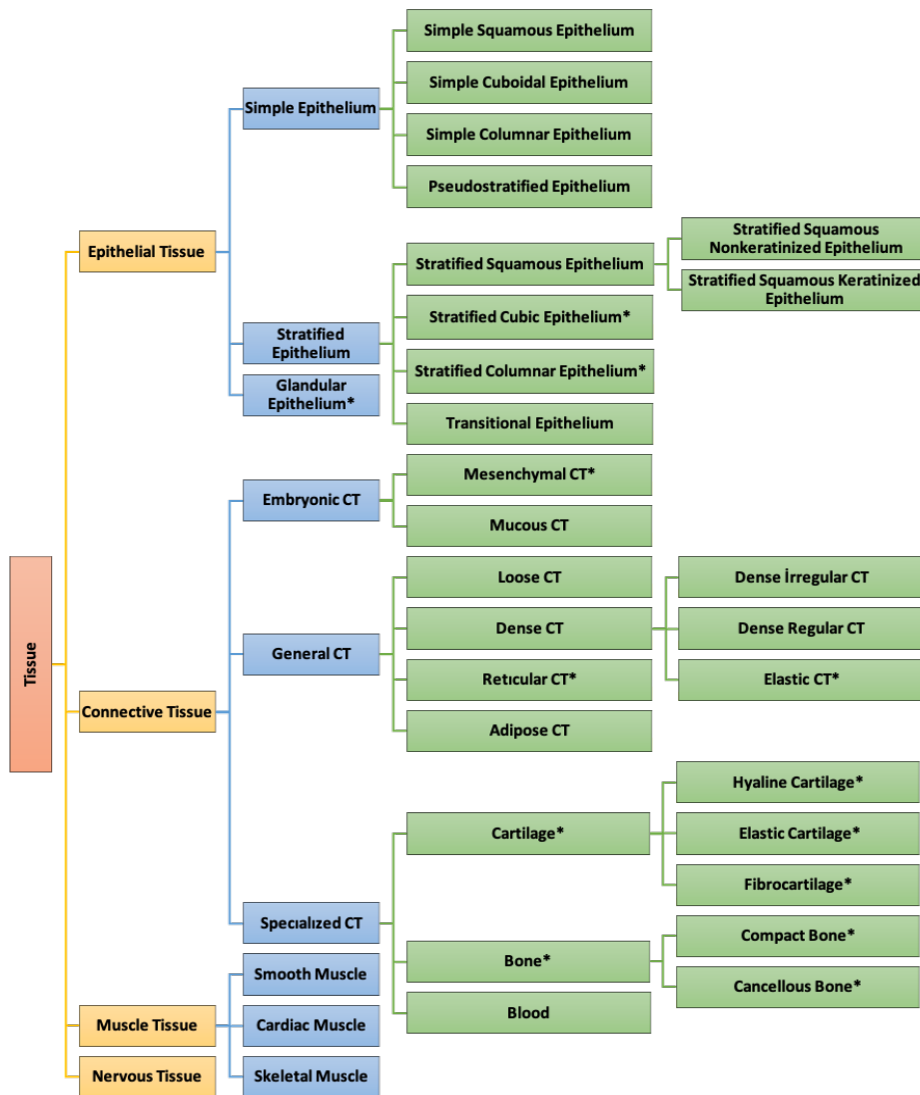 Tissue
Epithelial Tissue
Simple Epithelium
Simple Squamous Epithelium
Simple Cuboidal Epithelium
Simple Columnar Epithelium
Pseudostratified Epithelium
Stratified
Epithelium
Stratified Squamous Epithelium
Stratified Squamous
Nonkeratinized Epithelium
Stratified Squamous Keratinized
Epithelium
Stratified Cubic Epithelium*
Stratified Columnar Epithelium*
Transitional Epithelium
Glandular
Epithelium*
Connective Tissue
Embryonic CT
Mesenchymal CT*
Mucous CT
General CT
Loose CT
Dense CT
Dense İrregular CT
Dense Regular CT
Elastic CT*
Retıcular CT*
Adipose CT
Specıalızed CT
Cartilage*
Hyaline Cartilage*
Elastic Cartilage*
Fibrocartilage*
Bone*
Compact Bone*
Cancellous Bone*
Blood
Muscle Tissue
Smooth Muscle
Cardiac Muscle
Skeletal Muscle
Nervous Tissue